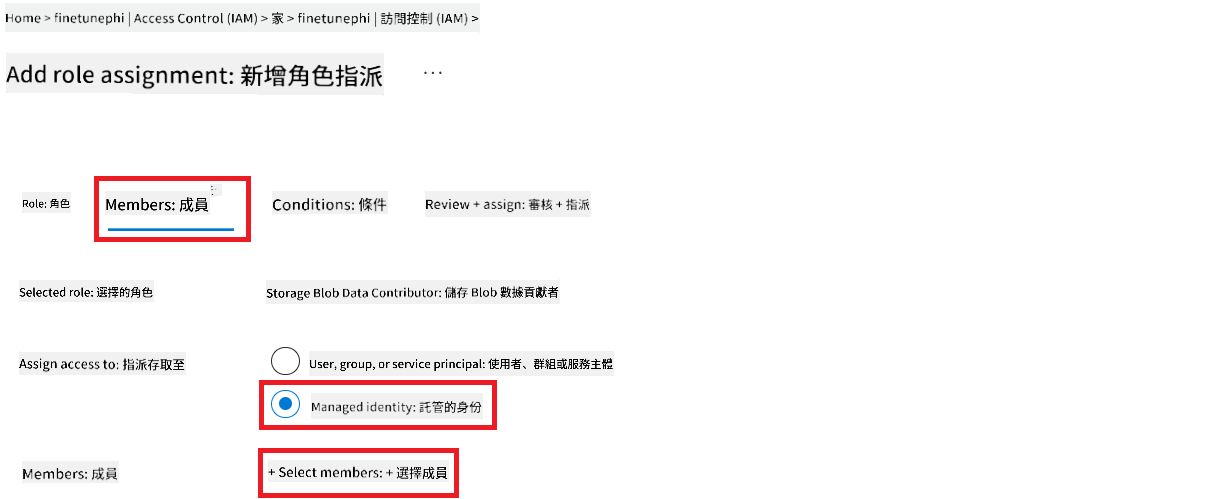 Home > finetunephi | Access Control (IAM) > 家 > finetunephi | 訪問控制 (IAM) >
Add role assignment: 新增角色指派 ...
Role: 角色 Members: 成員 Conditions: 條件 Review + assign: 審核 + 指派
Selected role: 選擇的角色 Storage Blob Data Contributor: 儲存 Blob 數據貢獻者
Assign access to: 指派存取至 User, group, or service principal: 使用者、群組或服務主體
Managed identity: 託管的身份
Members: 成員 + Select members: + 選擇成員